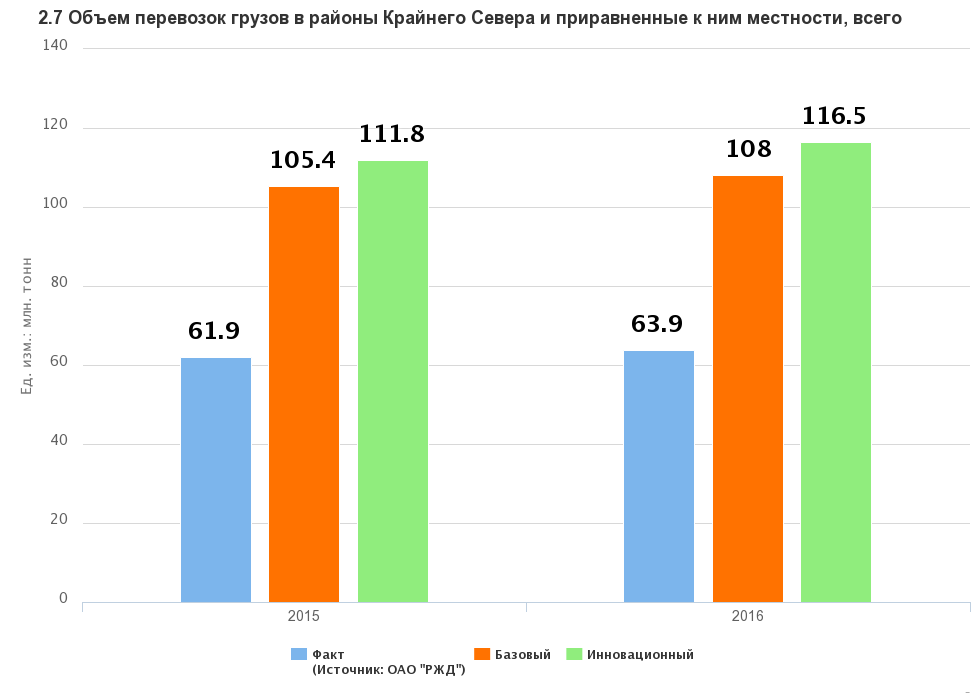 2.7 Объем перевозок грузов в районы Крайнего Севера и приравненные к ним местности, всего
Ед. изм.: млн. тонн
140
120
100
80
60
40
20
0
61.9
105.4
111.8
63.9
108
116.5
2015
2016
Факт
(Источник: ОАО "РЖД")
Базовый
Инновационный